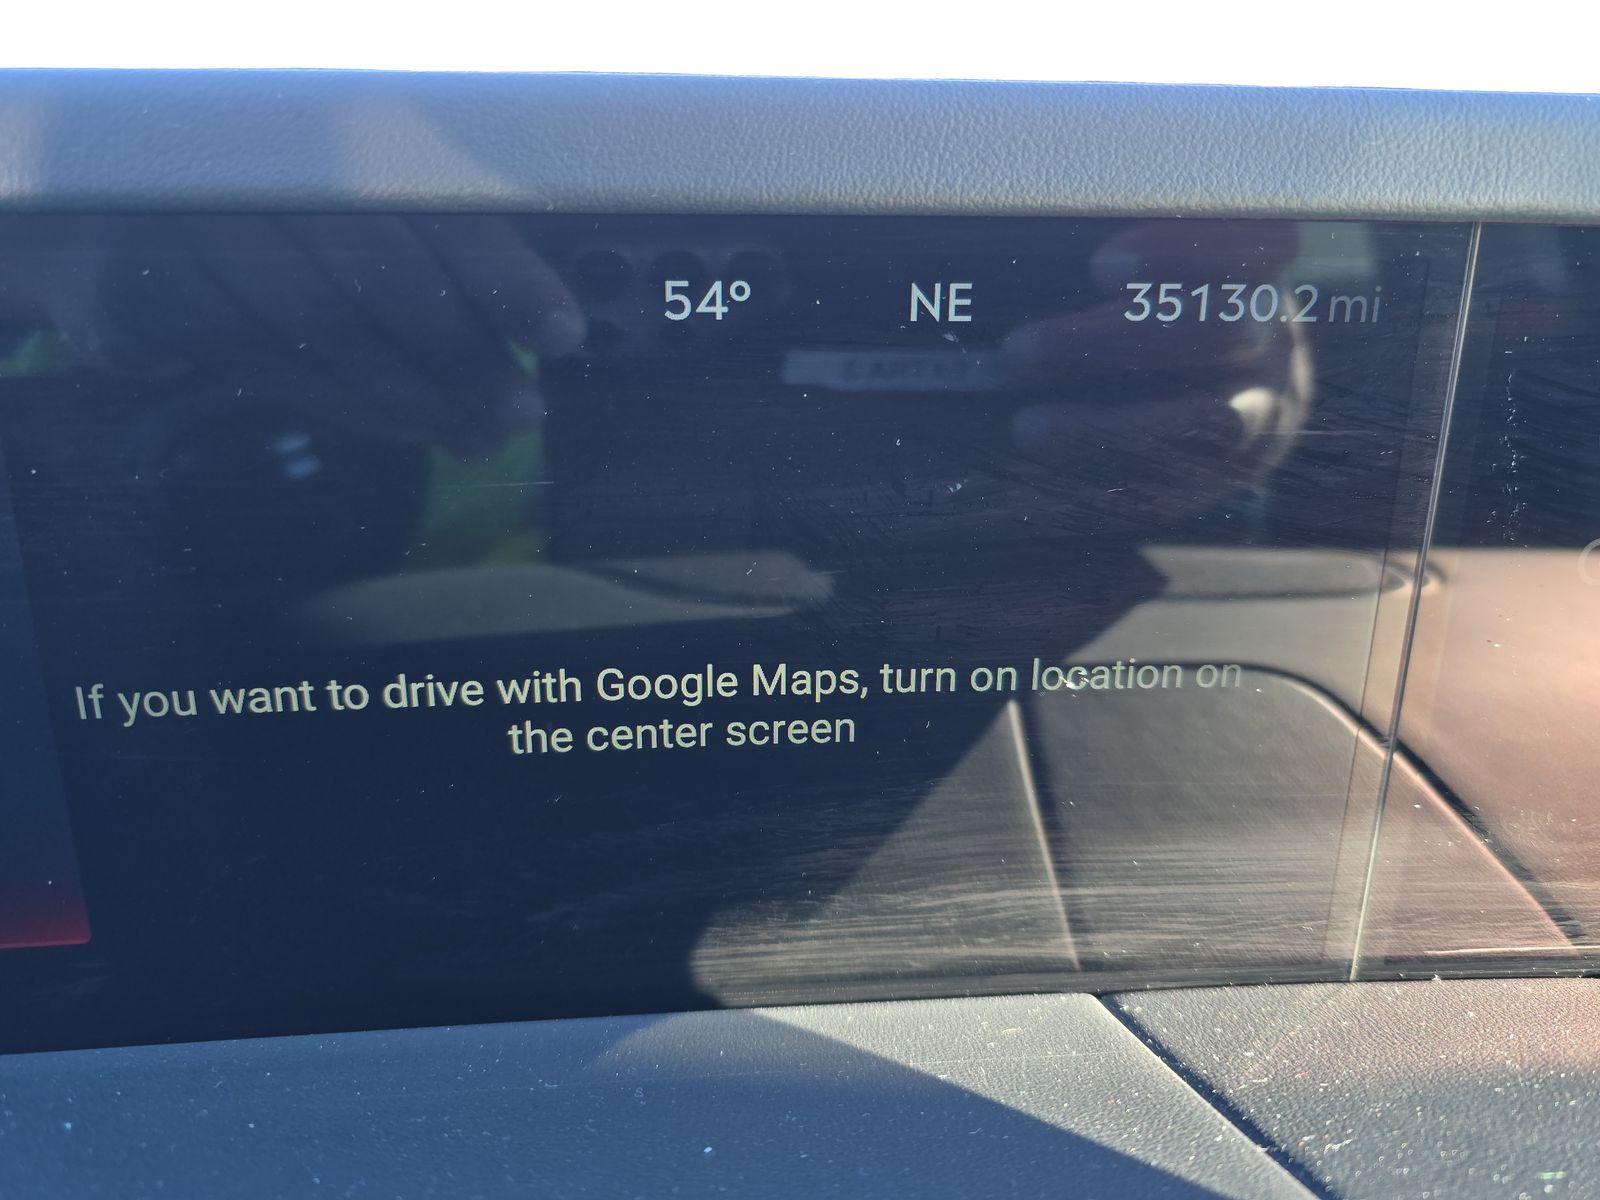 54° NE 35130.2 mi
If you want to drive with Google Maps, turn on location on
the center screen